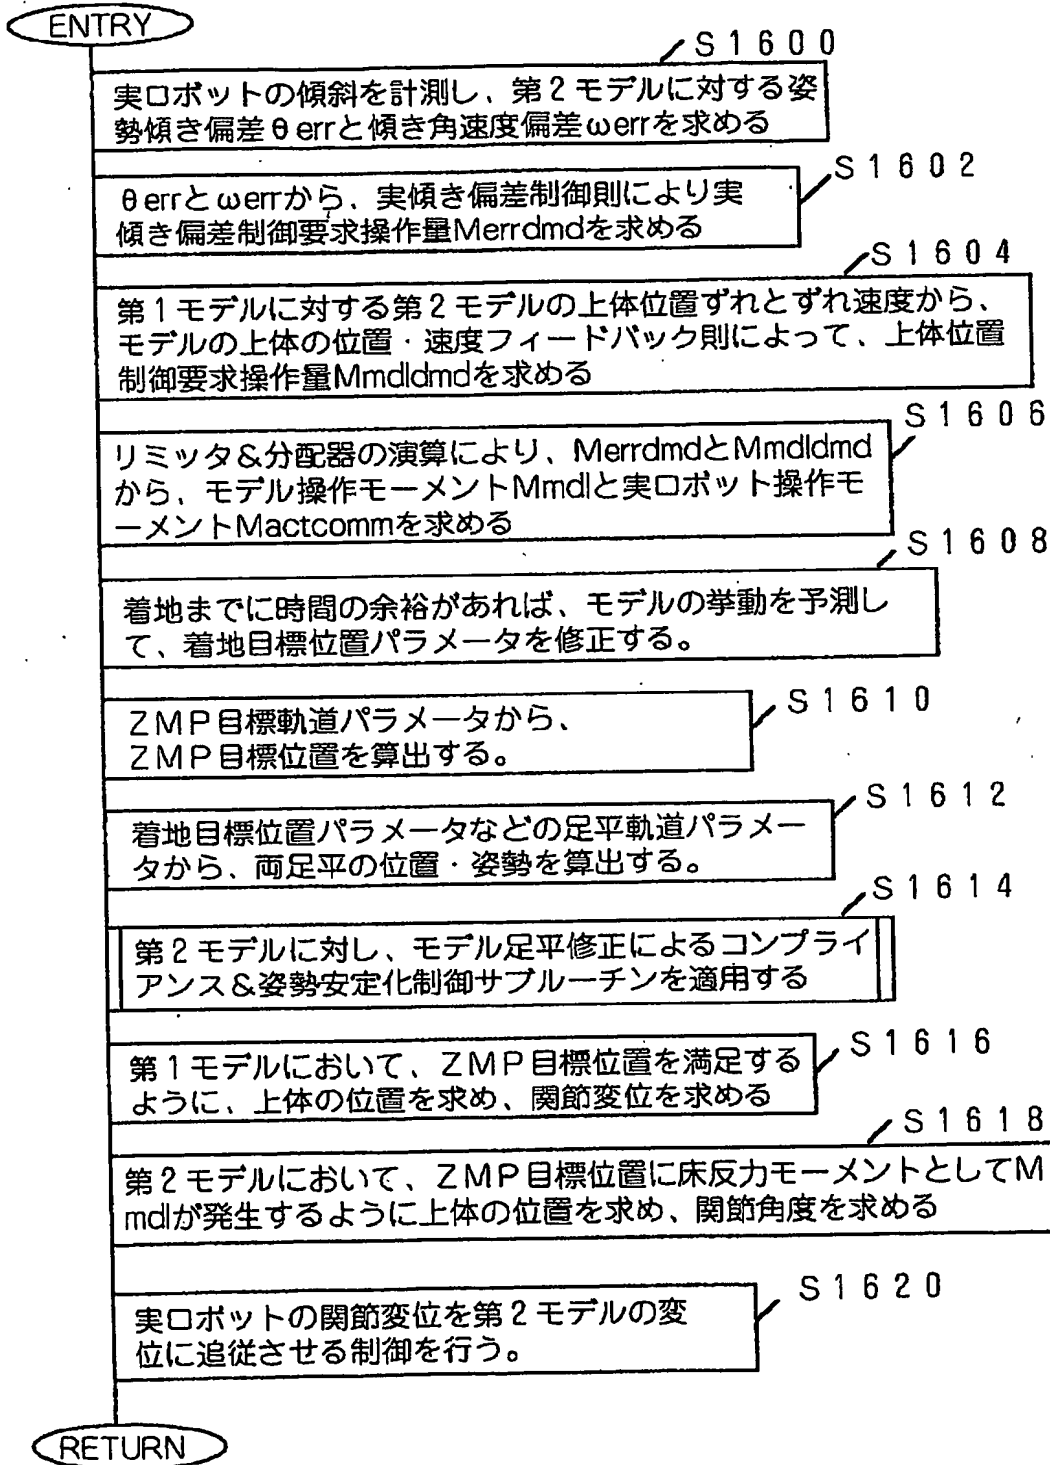 ENTRY
S1600
実ロボットの傾斜を計測し、第2モデルに対する姿
勢傾き偏差θerrと傾き角速度偏差ωerrを求める
S1602
θerrとωerrから、実傾き偏差制御則により実
傾き偏差制御要求操作量Merrdmdを求める
S1604
第1モデルに対する第2モデルの上体位置ずれとずれ速度から、
モデルの上体の位置・速度フィードバック則によって、上体位置
制御要求操作量Mmdldmdを求める
S1606
リミッタ&分配器の演算により、MerrdmdとMmdldmd
から、モデル操作モーメントMmdlと実ロボット操作モ
ーメントMactcommを求める
S1608
着地までに時間の余裕があれば、モデルの挙動を予測し
て、着地目標位置パラメータを修正する。
S1610
ZMP目標軌道パラメータから、
ZMP目標位置を算出する。
S1612
着地目標位置パラメータなどの足平軌道パラメー
タから、両足平の位置・姿勢を算出する。
S1614
第2モデルに対し、モデル足平修正によるコンプライ
アンス&姿勢安定化制御サブルーチンを適用する
S1616
第1モデルにおいて、ZMP目標位置を満足する
ように、上体の位置を求め、関節変位を求める
S1618
第2モデルにおいて、ZMP目標位置に床反力モーメントとしてM
mdlが発生するように上体の位置を求め、関節角度を求める
S1620
実ロボットの関節変位を第2モデルの変
位に追従させる制御を行う。
RETURN